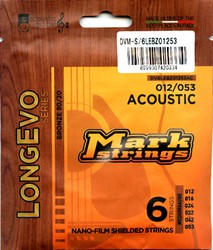 DVM-S/6LEBZ01253
8059307420334
012/053
ACOUSTIC
LONGEVO
SERIES
BRONZE 80/20
Mark
strings
6
STRINGS
012
016
024
032
042
053
NANO-FILM SHIELDED STRINGS